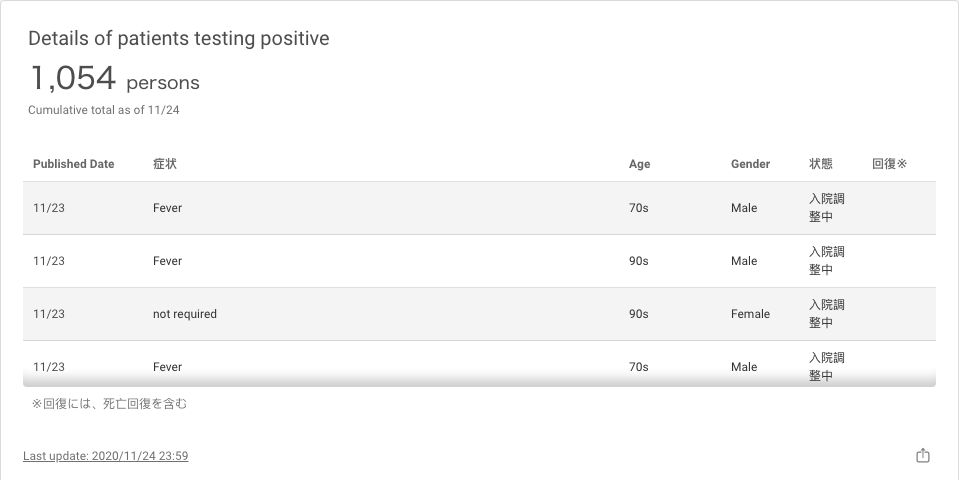 Details of patients testing positive
1,054 persons
Cumulative total as of 11/24
Published Date 症状 Age Gender 状態 回復※
11/23 Fever 70s Male 入院調
整中
11/23 Fever 90s Male 入院調
整中
11/23 not required 90s Female 入院調
整中
11/23 Fever 70s Male 入院調
整中
※回復には、死亡回復を含む
Last update: 2020/11/24 23:59